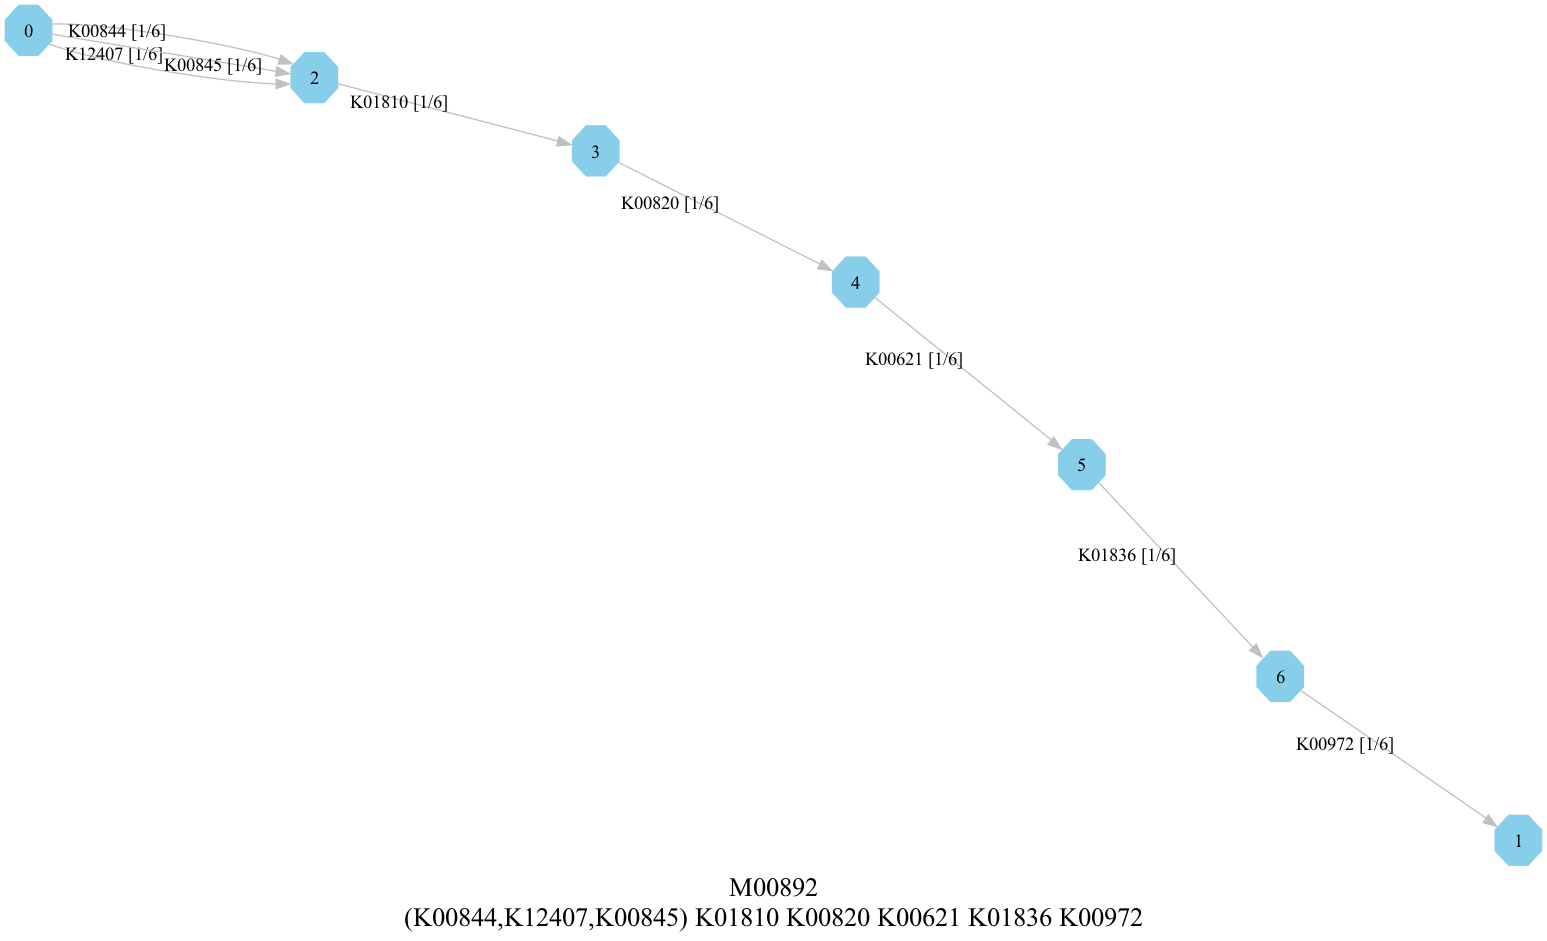 0
K00844 [1/6]
K12407 [1/6]
K00845 [1/6]
2
K01810 [1/6]
3
K00820 [1/6]
4
K00621 [1/6]
5
K01836 [1/6]
6
K00972 [1/6]
1
M00892
(K00844,K12407,K00845) K01810 K00820 K00621 K01836 K00972